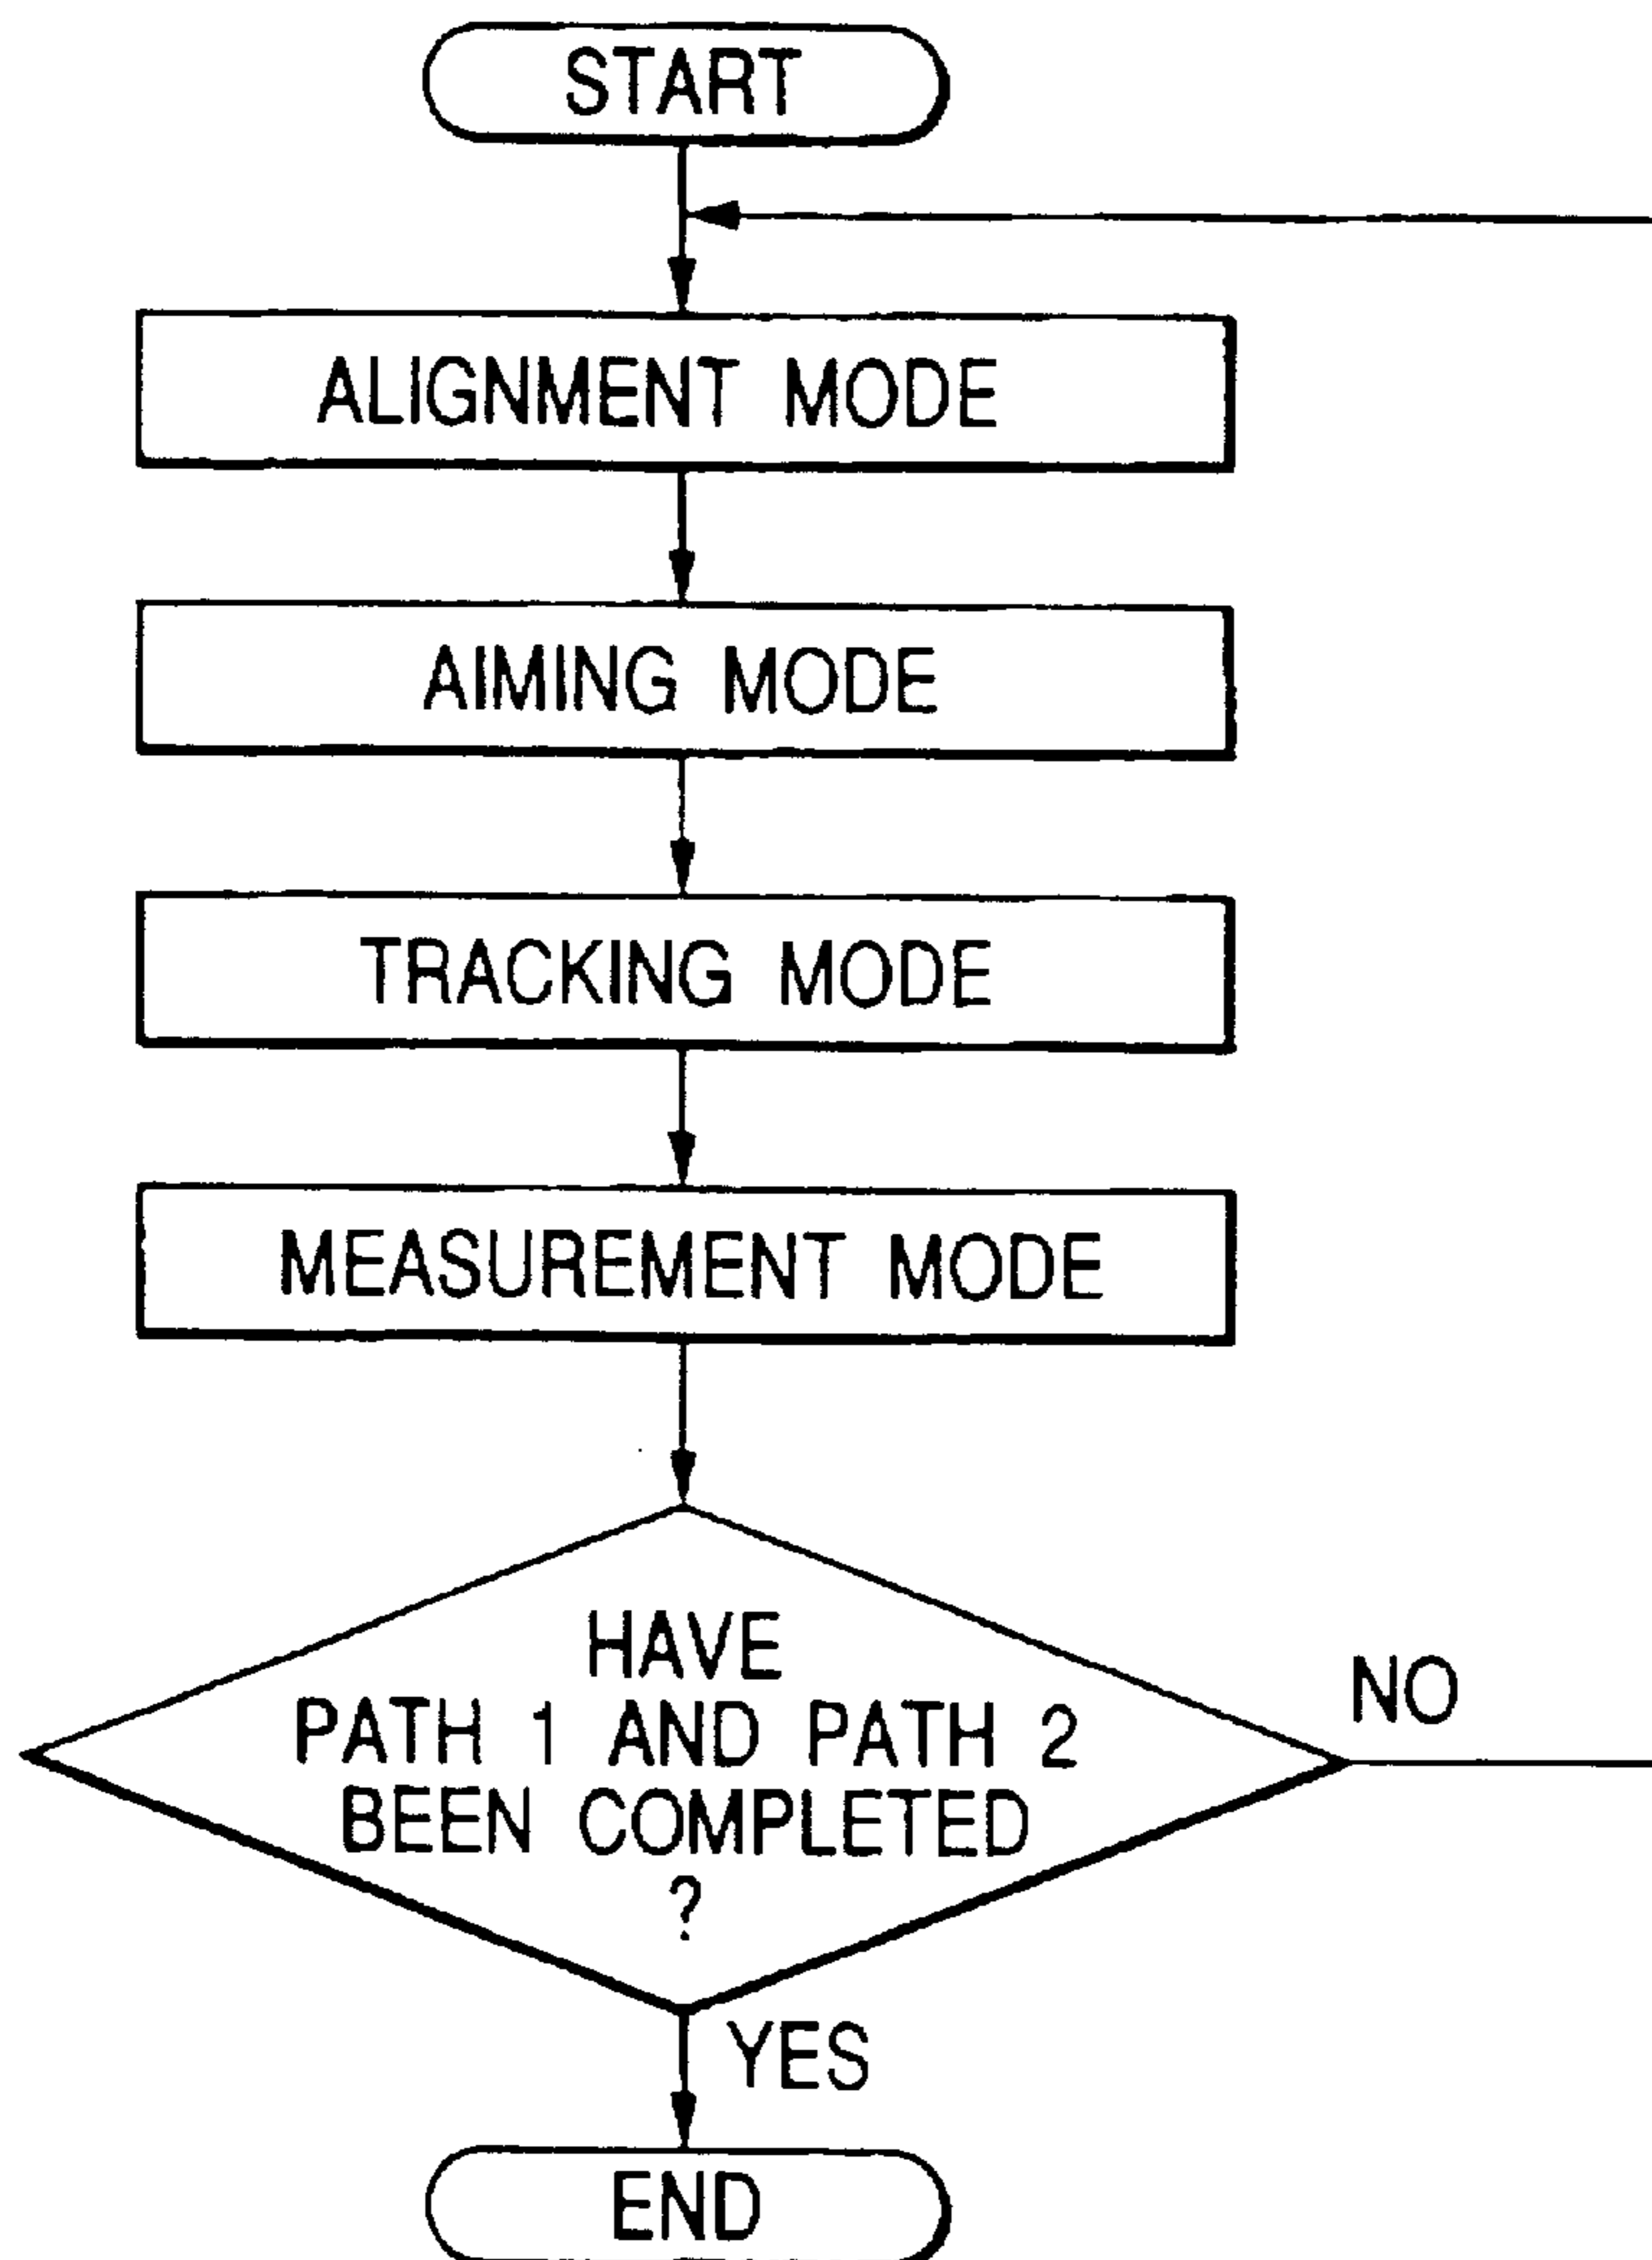 START
ALIGNMENT MODE
AIMING MODE
TRACKING MODE
MEASUREMENT MODE
HAVE
PATH 1 AND PATH 2
BEEN COMPLETED
?
NO
YES
END